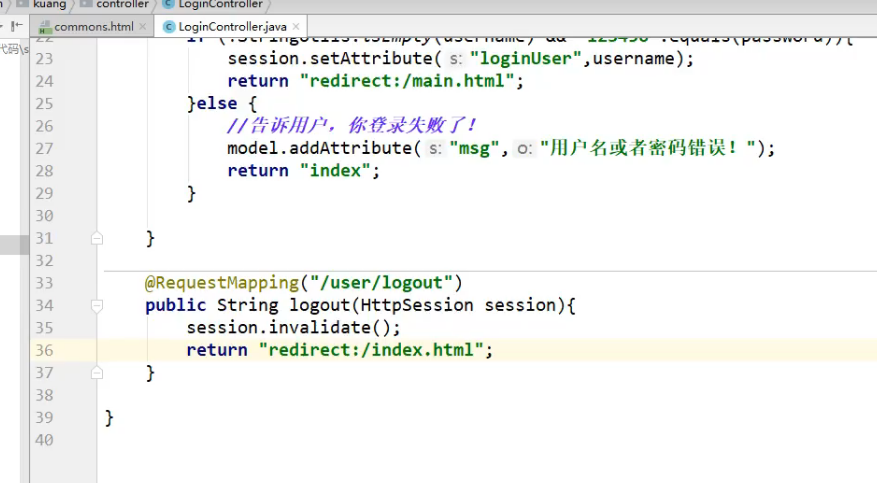 kuang controller LoginController
commons.html LoginController.java
代码\s
22 if (!StringUtils.isEmpty(username) && "123456".equals(password)){
23 session.setAttribute( s: "loginUser",username);
24 return "redirect:/main.html";
25 }else {
26 //告诉用户，你登录失败了！
27 model.addAttribute( s: "msg", o: "用户名或者密码错误！");
28 return "index";
29 }
30
31 }
32
33 @RequestMapping("/user/logout")
34 public String logout(HttpSession session){
35 session.invalidate();
36 return "redirect:/index.html";
37 }
38
39 }
40